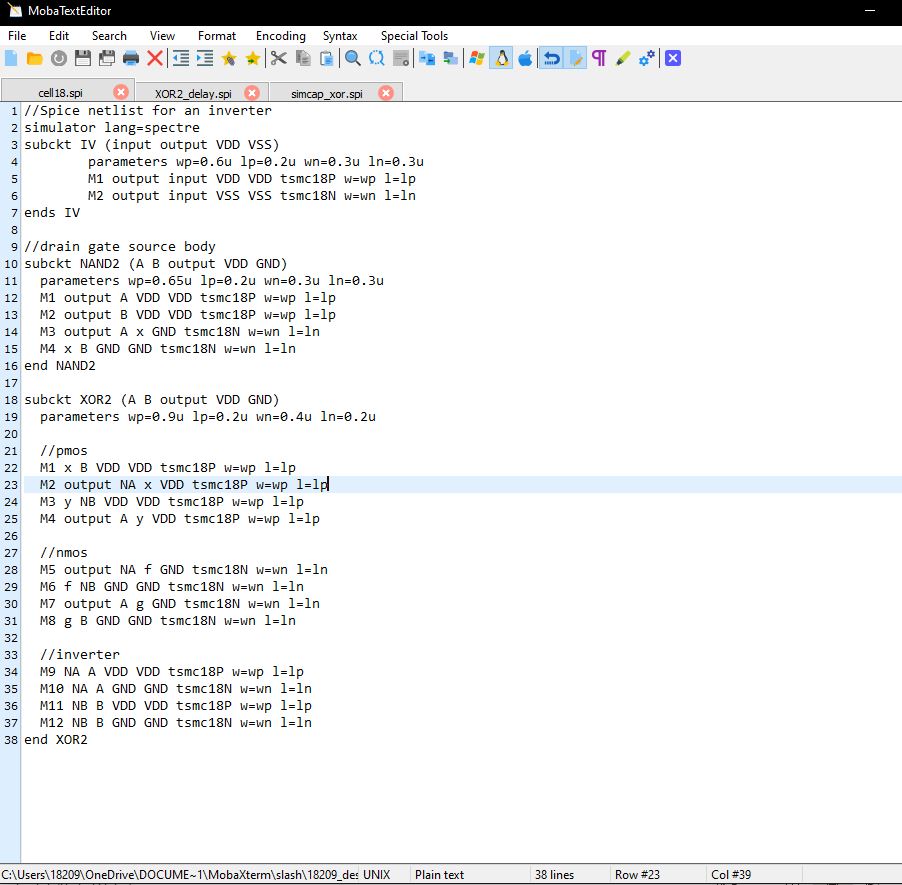 MobaTextEditor
File Edit Search View Format Encoding Syntax Special Tools
cell18.spi XOR2_delay.spi simcap_xor.spi
1 //Spice netlist for an inverter
2 simulator lang=spectre
3 subckt IV (input output VDD VSS)
4 parameters wp=0.6u lp=0.2u wn=0.3u ln=0.3u
5 M1 output input VDD VDD tsmc18P w=wp l=lp
6 M2 output input VSS VSS tsmc18N w=wn l=ln
7 ends IV
8
9 //drain gate source body
10 subckt NAND2 (A B output VDD GND)
11 parameters wp=0.65u lp=0.2u wn=0.3u ln=0.3u
12 M1 output A VDD VDD tsmc18P w=wp l=lp
13 M2 output B VDD VDD tsmc18P w=wp l=lp
14 M3 output A x GND tsmc18N w=wn l=ln
15 M4 x B GND GND tsmc18N w=wn l=ln
16 end NAND2
17
18 subckt XOR2 (A B output VDD GND)
19 parameters wp=0.9u lp=0.2u wn=0.4u ln=0.2u
20
21 //pmos
22 M1 x B VDD VDD tsmc18P w=wp l=lp
23 M2 output NA x VDD tsmc18P w=wp l=lp
24 M3 y NB VDD VDD tsmc18P w=wp l=lp
25 M4 output A y VDD tsmc18P w=wp l=lp
26
27 //nmos
28 M5 output NA f GND tsmc18N w=wn l=ln
29 M6 f NB GND GND tsmc18N w=wn l=ln
30 M7 output A g GND tsmc18N w=wn l=ln
31 M8 g B GND GND tsmc18N w=wn l=ln
32
33 //inverter
34 M9 NA A VDD VDD tsmc18P w=wp l=lp
35 M10 NA A GND GND tsmc18N w=wn l=ln
36 M11 NB B VDD VDD tsmc18P w=wp l=lp
37 M12 NB B GND GND tsmc18N w=wn l=ln
38 end XOR2
C:\Users\18209\OneDrive\DOCUME~1\MobaXterm\slash\18209_des UNIX Plain text 38 lines Row #23 Col #39